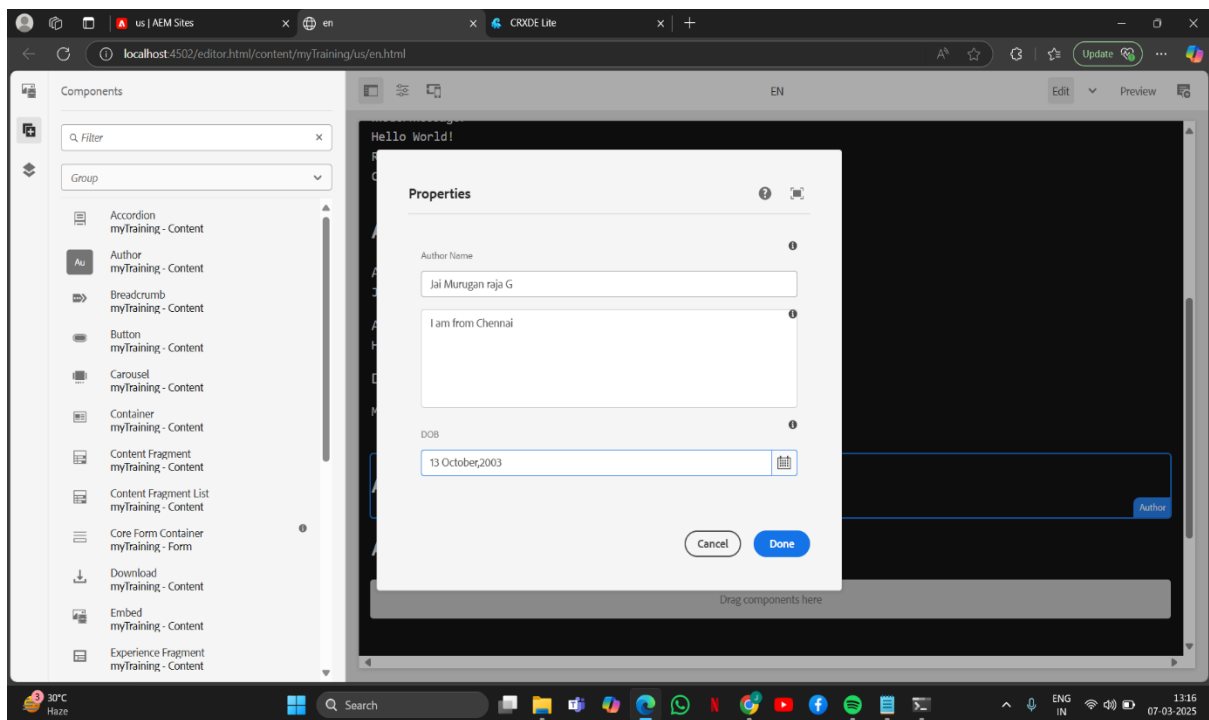 us | AEM Sites
en
CRXDE Lite
localhost:4502/editor.html/content/myTraining/us/en.html
Update
Components
EN
Edit
Preview
Filter
Group
Accordion
myTraining - Content
Author
myTraining - Content
Au
Breadcrumb
myTraining - Content
Button
myTraining - Content
Carousel
myTraining - Content
Container
myTraining - Content
Content Fragment
myTraining - Content
Content Fragment List
myTraining - Content
Core Form Container
myTraining - Form
Download
myTraining - Content
Embed
myTraining - Content
Experience Fragment
myTraining - Content
Hello World!
Properties
Author Name
Jai Murugan raja G
I am from Chennai
DOB
13 October,2003
Cancel
Done
Author
Drag components here
3
30°C
Haze
Search
ENG
IN
13:16
07-03-2025